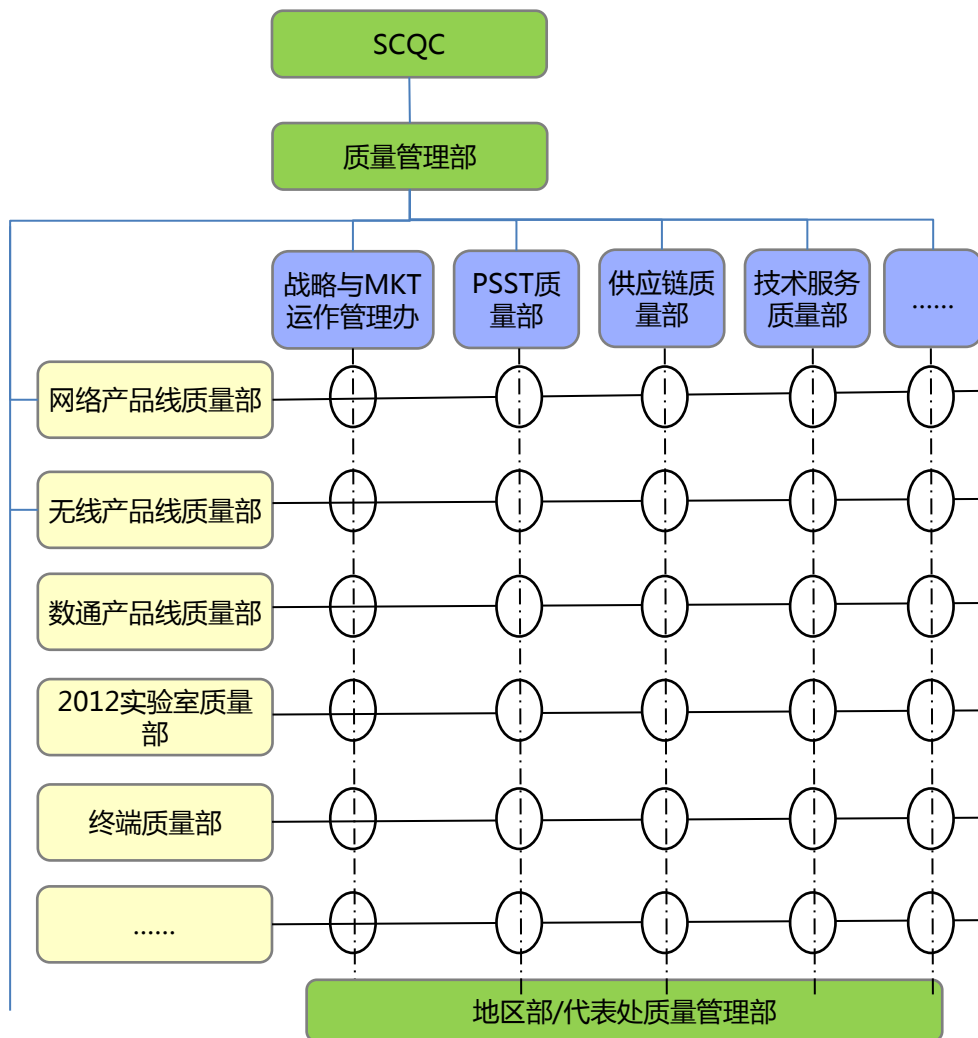 SCQC
质量管理部
战略与MKT
运作管理办
PSST质
量部
供应链质
量部
技术服务
质量部
……
网络产品线质量部
无线产品线质量部
数通产品线质量部
2012实验室质量
部
终端质量部
……
地区部/代表处质量管理部